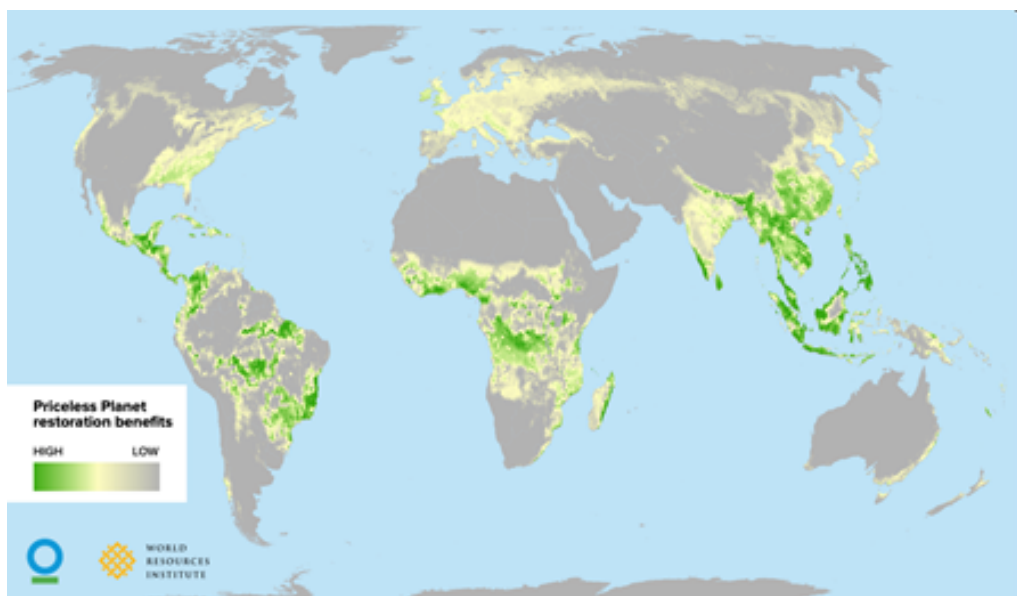 Priceless Planet
restoration benefits
HIGH LOW
WORLD
RESOURCES
INSTITUTE